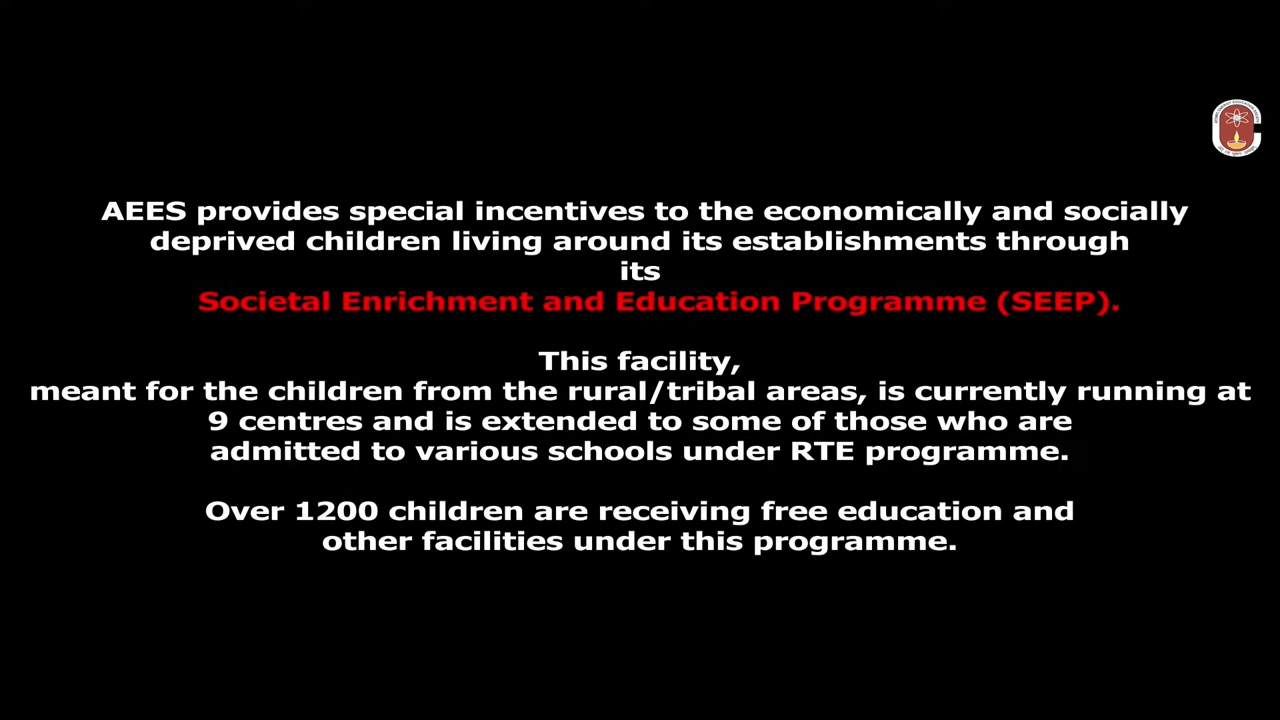 AEES provides special incentives to the economically and socially
deprived children living around its establishments through
its
Societal Enrichment and Education Programme (SEEP).
This facility,
meant for the children from the rural/tribal areas, is currently running at
9 centres and is extended to some of those who are
admitted to various schools under RTE programme.
Over 1200 children are receiving free education and
other facilities under this programme.